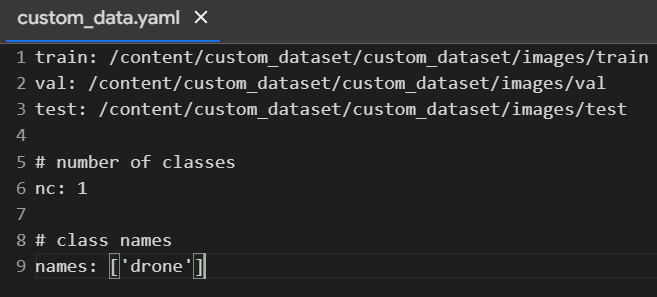 custom_data.yaml ×
1 train: /content/custom_dataset/custom_dataset/images/train
2 val: /content/custom_dataset/custom_dataset/images/val
3 test: /content/custom_dataset/custom_dataset/images/test
4
5 # number of classes
6 nc: 1
7
8 # class names
9 names: ['drone']